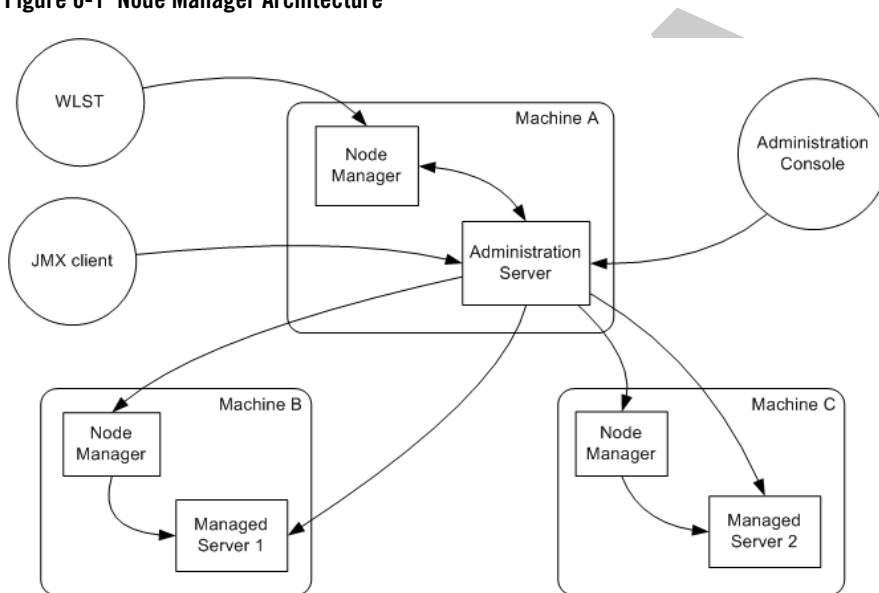 Figure 6-1 Node Manager Architecture
WLST
Machine A
Node
Manager
Administration
Console
JMX client
Administration
Server
Machine B
Node
Manager
Managed
Server 1
Machine C
Node
Manager
Managed
Server 2